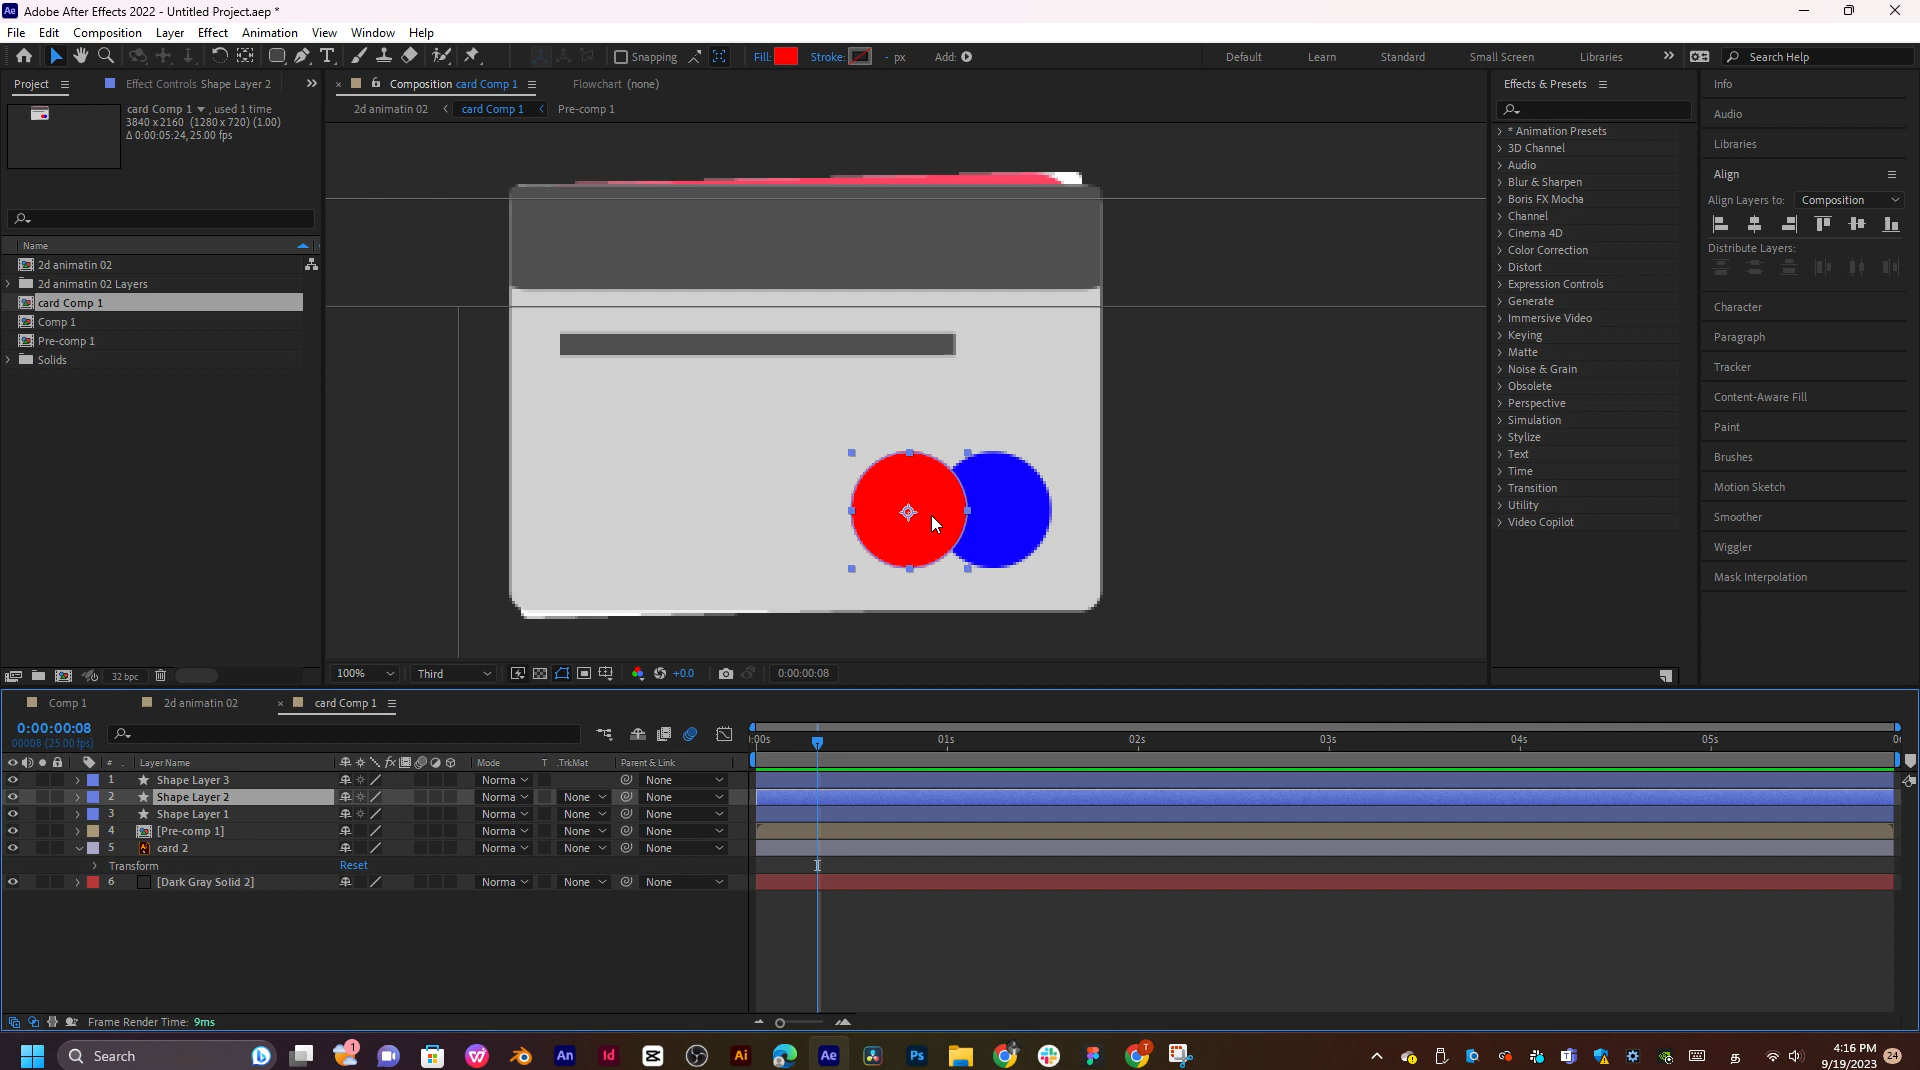 Adobe After Effects 2022 - Untitled Project.aep *
File Edit Composition Layer Effect Animation View Window Help
Snapping Fill: Stroke: - px Add: Default Learn Standard Small Screen Libraries Search Help
Project Effect Controls Shape Layer 2 Composition card Comp 1 Flowchart (none) Effects & Presets Info
2d animatin 02 card Comp 1 Pre-comp 1
card Comp 1 , used 1 time
3840 x 2160 (1280 x 720) (1.00)
Δ 0:00:05:24, 25.00 fps
Name
2d animatin 02
2d animatin 02 Layers
card Comp 1
Comp 1
Pre-comp 1
Solids
32 bpc
100% Third +0.0 0:00:00:08
* Animation Presets
3D Channel
Audio
Blur & Sharpen
Boris FX Mocha
Channel
Cinema 4D
Color Correction
Distort
Expression Controls
Generate
Immersive Video
Keying
Matte
Noise & Grain
Obsolete
Perspective
Simulation
Stylize
Text
Time
Transition
Utility
Video Copilot
Audio
Libraries
Align
Align Layers to: Composition
Distribute Layers:
Character
Paragraph
Tracker
Content-Aware Fill
Paint
Brushes
Motion Sketch
Smoother
Wiggler
Mask Interpolation
Comp 1 2d animatin 02 card Comp 1
0:00:00:08
00008 (25.00 fps)
:00s 01s 02s 03s 04s 05s
# Layer Name fx Mode T .TrkMat Parent & Link
1 Shape Layer 3 Norma None
2 Shape Layer 2 Norma None None
3 Shape Layer 1 Norma None None
4 [Pre-comp 1] Norma None None
5 card 2 Norma None None
Transform Reset
6 [Dark Gray Solid 2] Norma None None
Frame Render Time: 9ms
Search
4:16 PM
9/19/2023
24